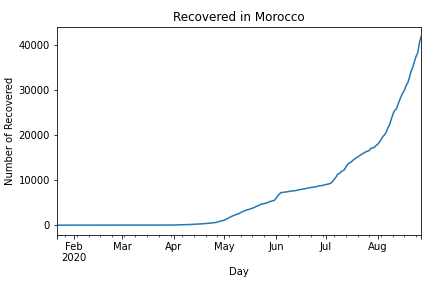 Recovered in Morocco
Number of Recovered
40000
30000
20000
10000
0
Feb Mar Apr May Jun Jul Aug
2020
Day